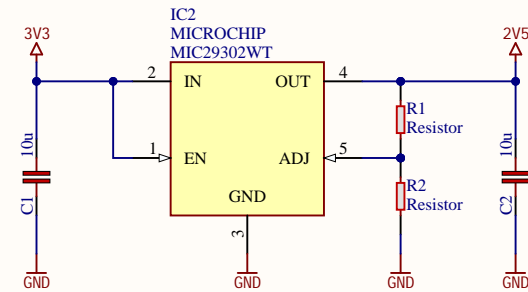 IC2
MICROCHIP
MIC29302WT
3V3
2V5
2
IN
OUT
4
R1
Resistor
10u
C1
1
EN
ADJ
5
R2
Resistor
10u
C2
GND
3
GND
GND
GND
GND